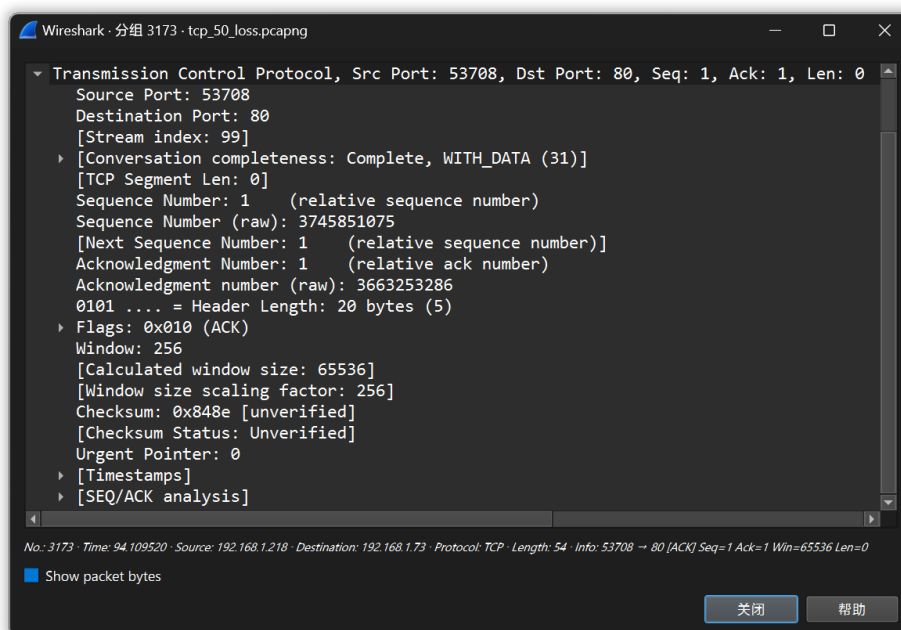 Wireshark · 分组 3173 · tcp_50_loss.pcapng
Transmission Control Protocol, Src Port: 53708, Dst Port: 80, Seq: 1, Ack: 1, Len: 0
Source Port: 53708
Destination Port: 80
[Stream index: 99]
[Conversation completeness: Complete, WITH_DATA (31)]
[TCP Segment Len: 0]
Sequence Number: 1    (relative sequence number)
Sequence Number (raw): 3745851075
[Next Sequence Number: 1    (relative sequence number)]
Acknowledgment Number: 1    (relative ack number)
Acknowledgment number (raw): 3663253286
0101 .... = Header Length: 20 bytes (5)
Flags: 0x010 (ACK)
Window: 256
[Calculated window size: 65536]
[Window size scaling factor: 256]
Checksum: 0x848e [unverified]
[Checksum Status: Unverified]
Urgent Pointer: 0
[Timestamps]
[SEQ/ACK analysis]
No.: 3173 · Time: 94.109520 · Source: 192.168.1.218 · Destination: 192.168.1.73 · Protocol: TCP · Length: 54 · Info: 53708 → 80 [ACK] Seq=1 Ack=1 Win=65536 Len=0
Show packet bytes
关闭 帮助